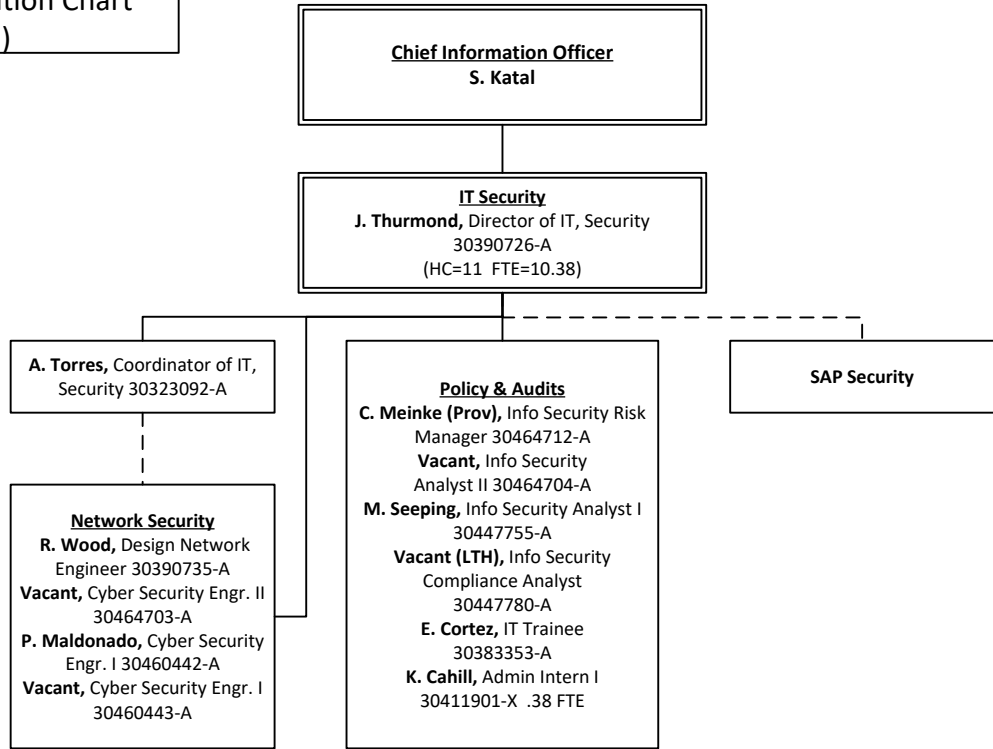 ation Chart
)
Chief Information Officer
S. Katal
IT Security
J. Thurmond, Director of IT, Security
30390726-A
(HC=11 FTE=10.38)
A. Torres, Coordinator of IT,
Security 30323092-A
Network Security
R. Wood, Design Network
Engineer 30390735-A
Vacant, Cyber Security Engr. II
30464703-A
P. Maldonado, Cyber Security
Engr. I 30460442-A
Vacant, Cyber Security Engr. I
30460443-A
Policy & Audits
C. Meinke (Prov), Info Security Risk
Manager 30464712-A
Vacant, Info Security
Analyst II 30464704-A
M. Seeping, Info Security Analyst I
30447755-A
Vacant (LTH), Info Security
Compliance Analyst
30447780-A
E. Cortez, IT Trainee
30383353-A
K. Cahill, Admin Intern I
30411901-X .38 FTE
SAP Security